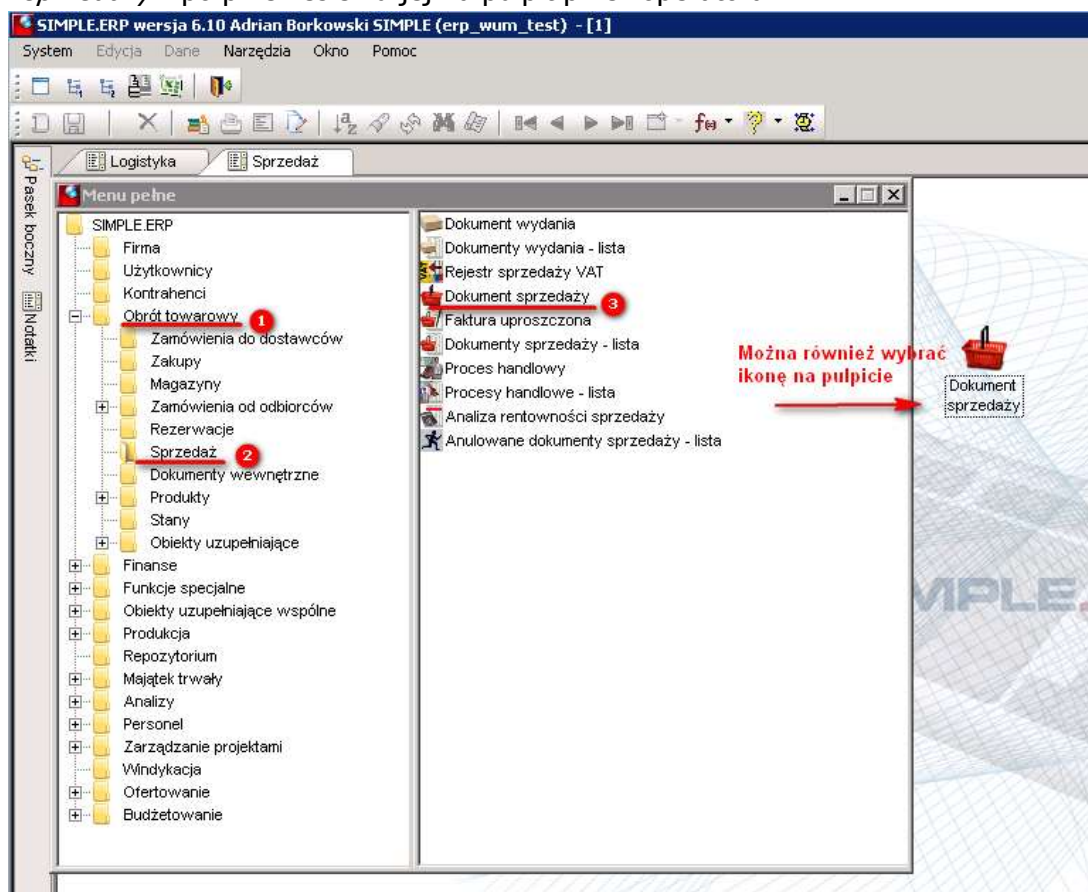 SIMPLE.ERP wersja 6.10 Adrian Borkowski SIMPLE (erp_wum_test) - [1]
System Edycja Dane Narzędzia Okno Pomoc
Logistyka Sprzedaż
Pasek boczny
Notatki
Menu pełne
SIMPLE.ERP
Firma
Użytkownicy
Kontrahenci
Obrót towarowy 1
Zamówienia do dostawców
Zakupy
Magazyny
Zamówienia od odbiorców
Rezerwacje
Sprzedaż 2
Dokumenty wewnętrzne
Produkty
Stany
Obiekty uzupełniające
Finanse
Funkcje specjalne
Obiekty uzupełniające wspólne
Produkcja
Repozytorium
Majątek trwały
Analizy
Personel
Zarządzanie projektami
Windykacja
Ofertowanie
Budżetowanie
Dokument wydania
Dokumenty wydania - lista
Rejestr sprzedaży VAT
Dokument sprzedaży 3
Faktura uproszczona
Dokumenty sprzedaży - lista
Proces handlowy
Procesy handlowe - lista
Analiza rentowności sprzedaży
Anulowane dokumenty sprzedaży - lista
Można również wybrać
ikonę na pulpicie
Dokument
sprzedaży